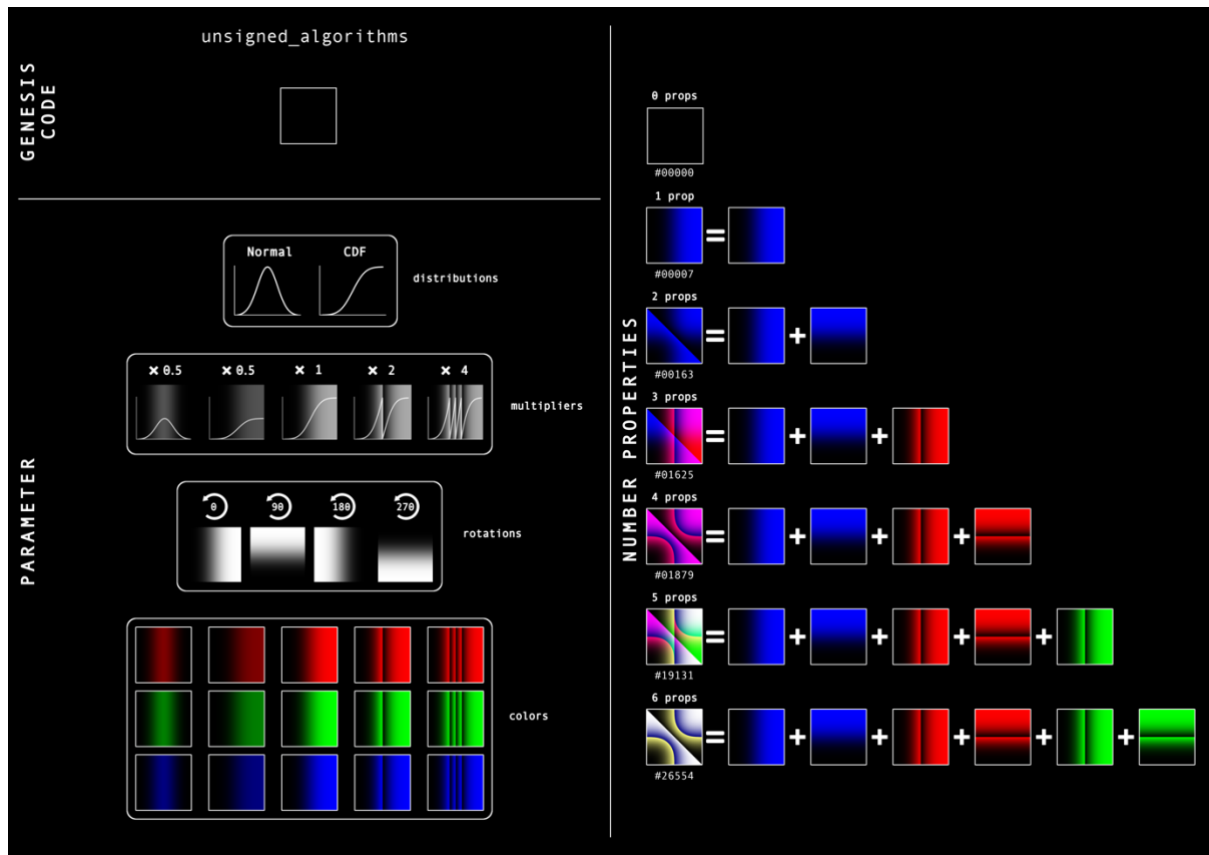 unsigned_algorithms
GENESIS
CODE
Normal CDF
distributions
× 0.5 × 0.5 × 1 × 2 × 4
multipliers
0 90 180 270
rotations
colors
PARAMETER
NUMBER PROPERTIES
0 props
#00000
1 prop
=
#00007
2 props
= +
#00163
3 props
= + +
#01625
4 props
= + + +
#01879
5 props
= + + + +
#19131
6 props
= + + + + +
#26554